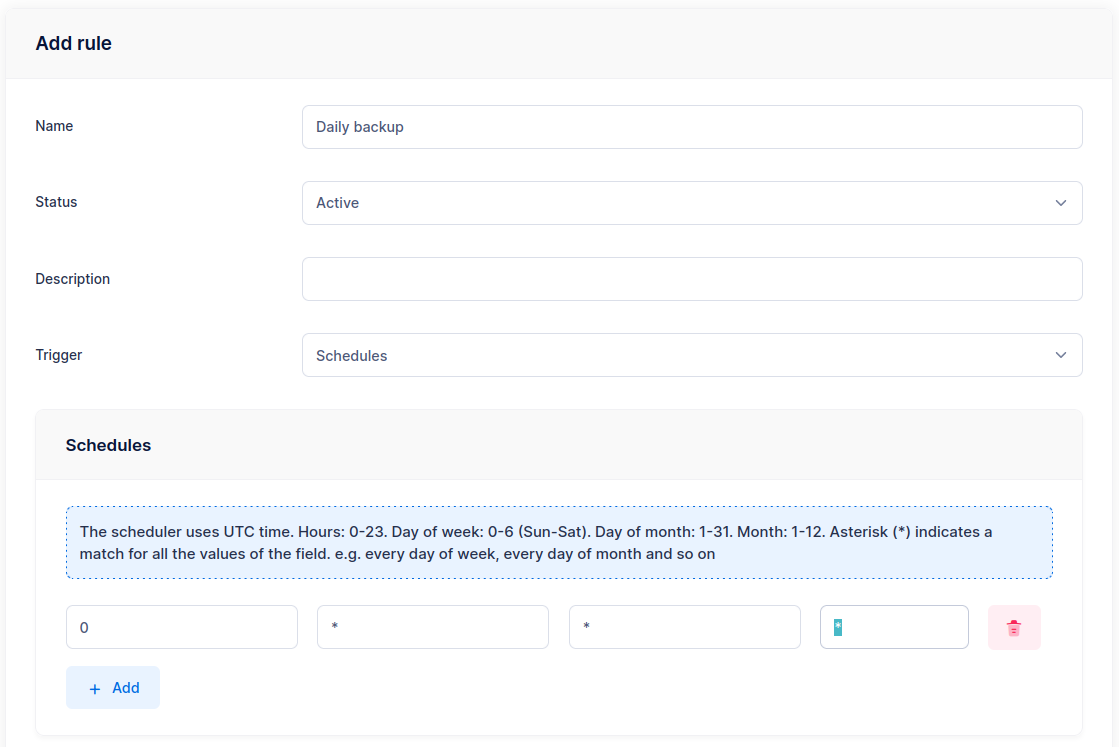 Add rule
Name
Daily backup
Status
Active
Description
Trigger
Schedules
Schedules
The scheduler uses UTC time. Hours: 0-23. Day of week: 0-6 (Sun-Sat). Day of month: 1-31. Month: 1-12. Asterisk (*) indicates a
match for all the values of the field. e.g. every day of week, every day of month and so on
0 * * *
+ Add